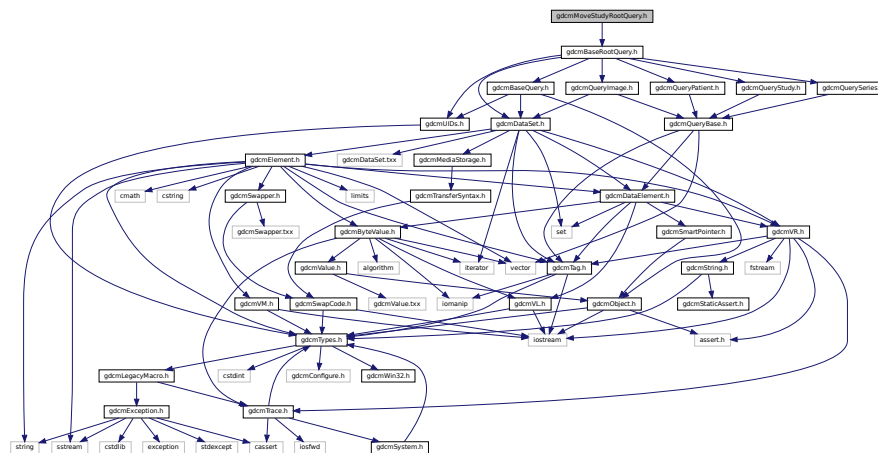 gdcmMoveStudyRootQuery.h
gdcmBaseRootQuery.h
gdcmBaseQuery.h
gdcmQueryImage.h
gdcmQueryPatient.h
gdcmQueryStudy.h
gdcmQuerySeries
gdcmUIDs.h
gdcmDataSet.h
gdcmQueryBase.h
gdcmElement.h
gdcmDataSet.txx
gdcmMediaStorage.h
cmath
cstring
gdcmSwapper.h
limits
gdcmTransferSyntax.h
gdcmDataElement.h
gdcmSwapper.txx
gdcmByteValue.h
set
gdcmSmartPointer.h
gdcmVR.h
gdcmValue.h
algorithm
iterator
vector
gdcmTag.h
gdcmString.h
fstream
gdcmVM.h
gdcmSwapCode.h
gdcmValue.txx
iomanip
gdcmVL.h
gdcmObject.h
gdcmStaticAssert.h
gdcmTypes.h
iostream
assert.h
gdcmLegacyMacro.h
cstdint
gdcmConfigure.h
gdcmWin32.h
gdcmException.h
gdcmTrace.h
string
sstream
cstdlib
exception
stdexcept
cassert
iosfwd
gdcmSystem.h